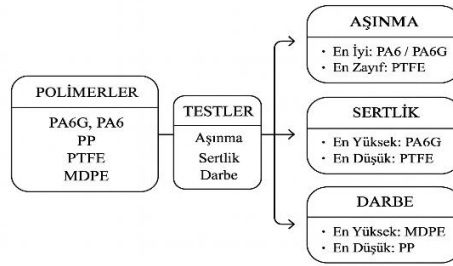 POLİMERLER
PA6G, PA6
PP
PTFE
MDPE
TESTLER
Aşınma
Sertlik
Darbe
AŞINMA
• En İyi: PA6 / PA6G
• En Zayıf: PTFE
SERTLİK
• En Yüksek: PA6G
• En Düşük: PTFE
DARBE
• En Yüksek: MDPE
• En Düşük: PP